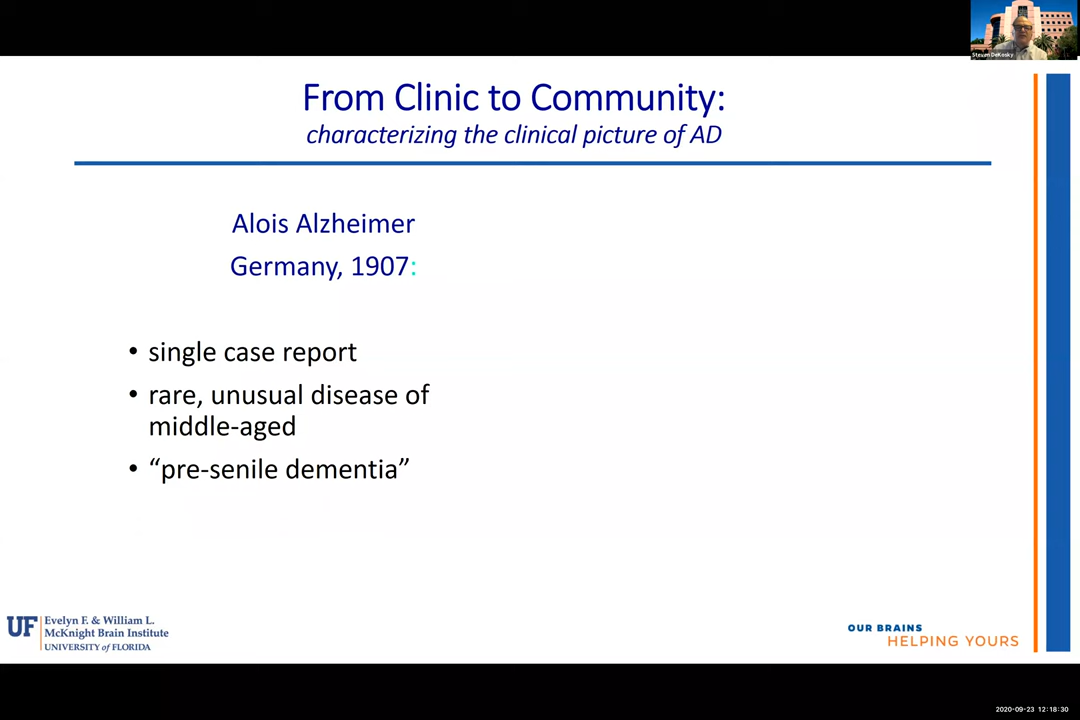 Steven DeKosky
From Clinic to Community:
characterizing the clinical picture of AD
Alois Alzheimer
Germany, 1907:
• single case report
• rare, unusual disease of
middle-aged
• “pre-senile dementia”
UF
Evelyn F. & William L.
McKnight Brain Institute
UNIVERSITY of FLORIDA
OUR BRAINS
HELPING YOURS
2020-09-23 12:18:30